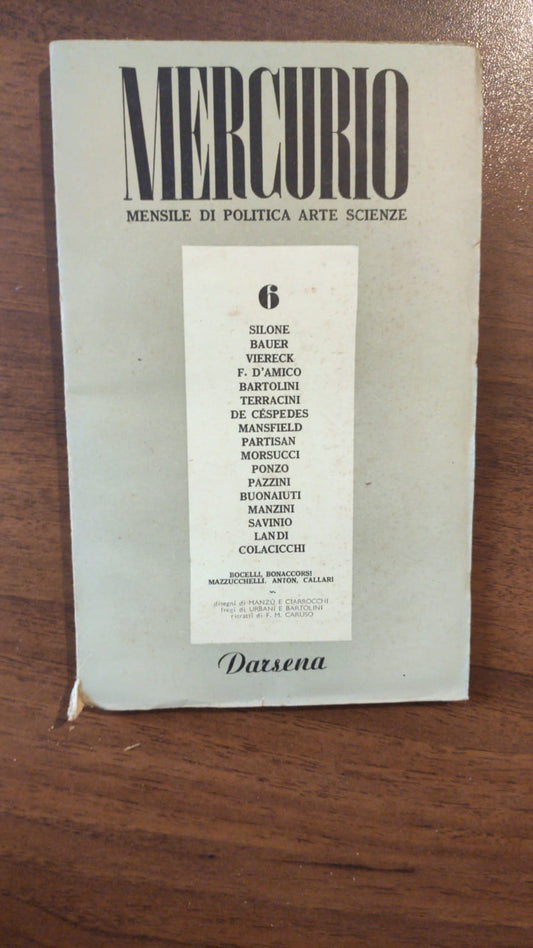 MERCURIO
MENSILE DI POLITICA ARTE SCIENZE
6
SILONE
BAUER
VIERECK
F. D'AMICO
BARTOLINI
TERRACINI
DE CÉSPEDES
MANSFIELD
PARTISAN
MORSUCCI
PONZO
PAZZINI
BUONAIUTI
MANZINI
SAVINIO
LANDI
COLACICCHI
BOCELLI, BONACCORSI
MAZZUCCHELLI, ANTON, CALLARI
disegni di MANZÙ E CIARROCCHI
fregi di URBANI E BARTOLINI
ritratti di F. M. CARUSO
Darsena